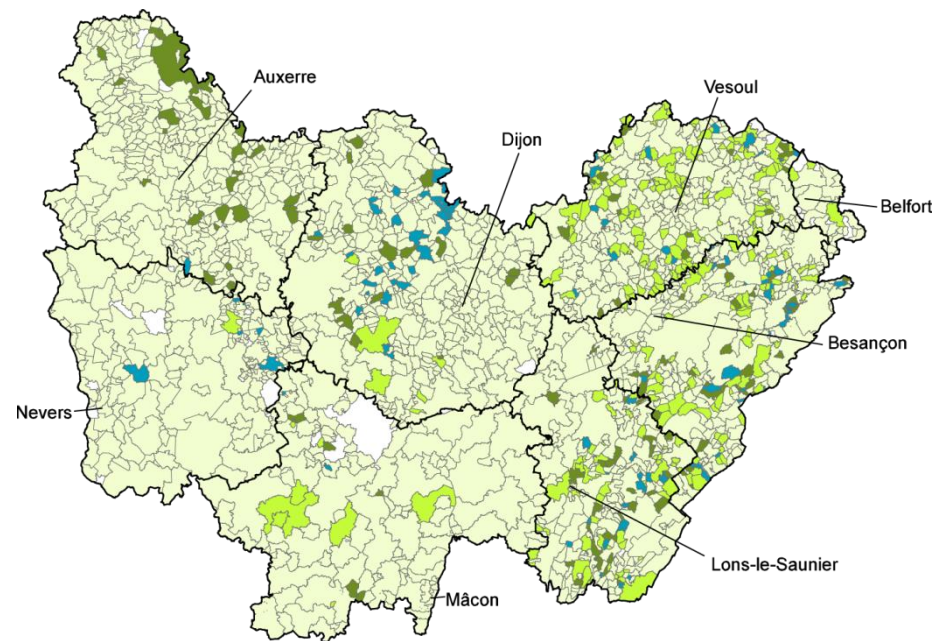 Auxerre
Vesoul
Dijon
Belfort
Besançon
Nevers
Lons-le-Saunier
Mâcon